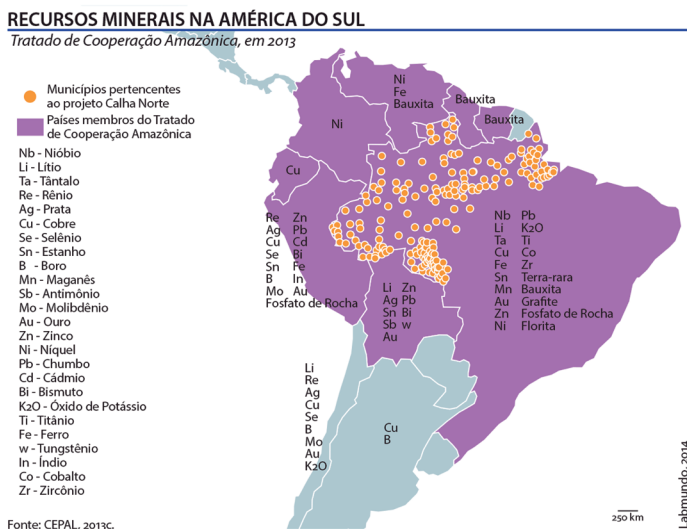 RECURSOS MINERAIS NA AMÉRICA DO SUL
Tratado de Cooperação Amazônica, em 2013
Municípios pertencentes
ao projeto Calha Norte
Países membros do Tratado
de Cooperação Amazônica
Nb - Nióbio
Li - Lítio
Ta - Tântalo
Re - Rênio
Ag - Prata
Cu - Cobre
Se - Selênio
Sn - Estanho
B - Boro
Mn - Maganês
Sb - Antimônio
Mo - Molibdênio
Au - Ouro
Zn - Zinco
Ni - Níquel
Pb - Chumbo
Cd - Cádmio
Bi - Bismuto
K2O - Óxido de Potássio
Ti - Titânio
Fe - Ferro
w - Tungstênio
In - Índio
Co - Cobalto
Zr - Zircônio
Fonte: CEPAL, 2013c.
Ni
Fe
Bauxita
Bauxita
Bauxita
Ni
Cu
Re Zn
Ag Pb
Cu Cd
Se Bi
Sn Fe
B In
Mo Au
Fosfato de Rocha
Li Zn
Ag Pb
Sn Bi
Sb w
Au
Nb Pb
Li K2O
Ta Ti
Cu Co
Fe Zr
Sn Terra-rara
Mn Bauxita
Au Grafite
Zn Fosfato de Rocha
Ni Florita
Li
Re
Ag
Cu
Se
B
Mo
Au
K2O
Cu
B
250 km
Labmundo, 2014